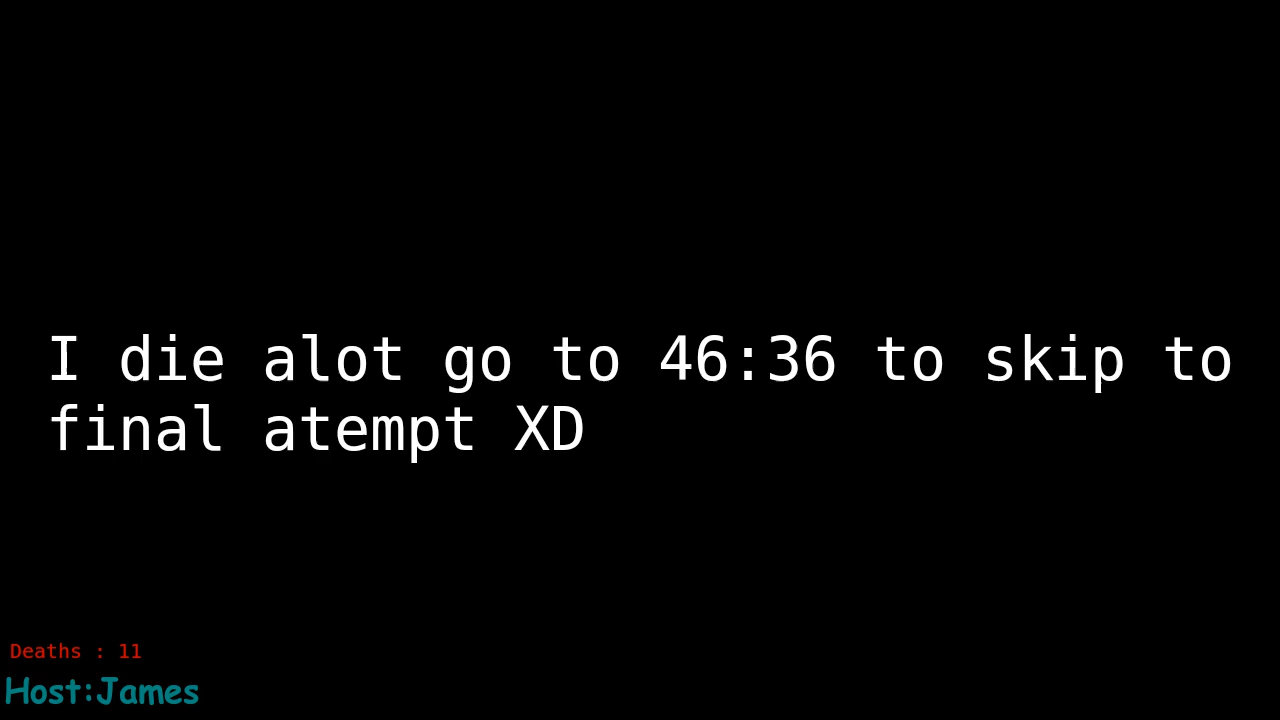 I die alot go to 46:36 to skip to
final atempt XD
Deaths : 11
Host:James